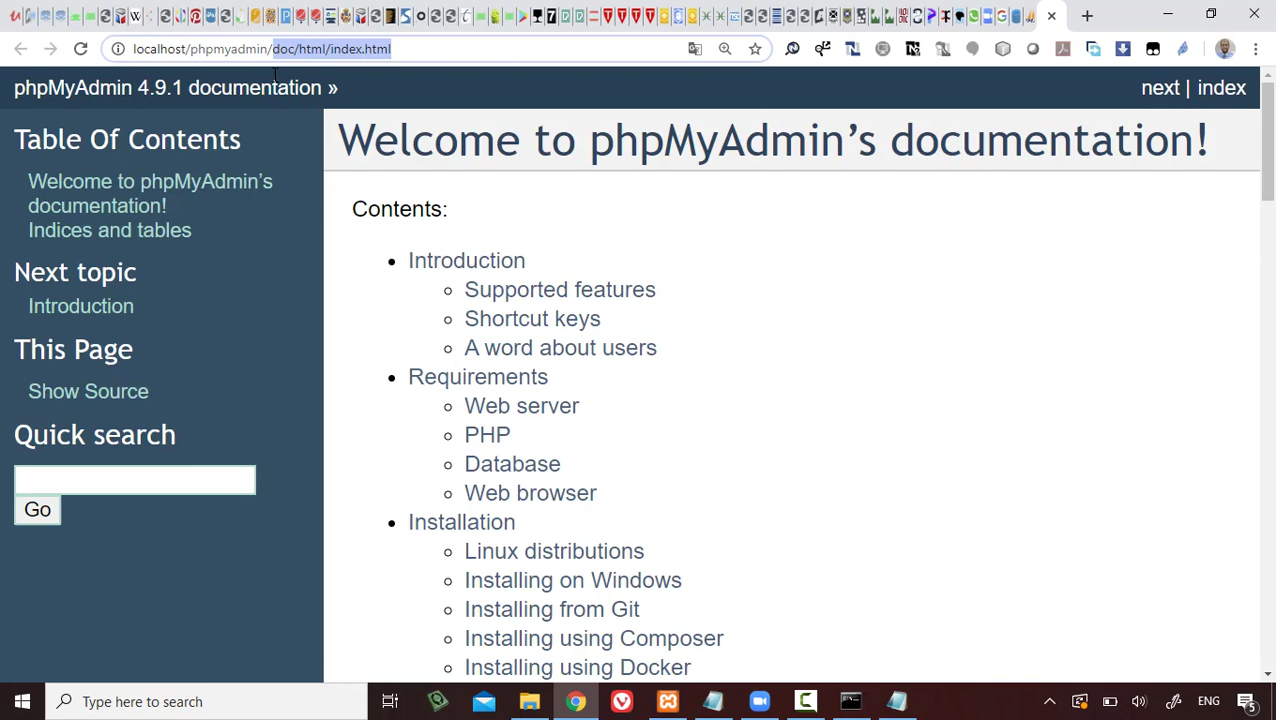 localhost/phpmyadmin/doc/html/index.html
phpMyAdmin 4.9.1 documentation »
next | index
Table Of Contents
Welcome to phpMyAdmin’s
documentation!
Indices and tables
Next topic
Introduction
This Page
Show Source
Quick search
Go
Welcome to phpMyAdmin’s documentation!
Contents:
Introduction
Supported features
Shortcut keys
A word about users
Requirements
Web server
PHP
Database
Web browser
Installation
Linux distributions
Installing on Windows
Installing from Git
Installing using Composer
Installing using Docker
Type here to search
ENG
5